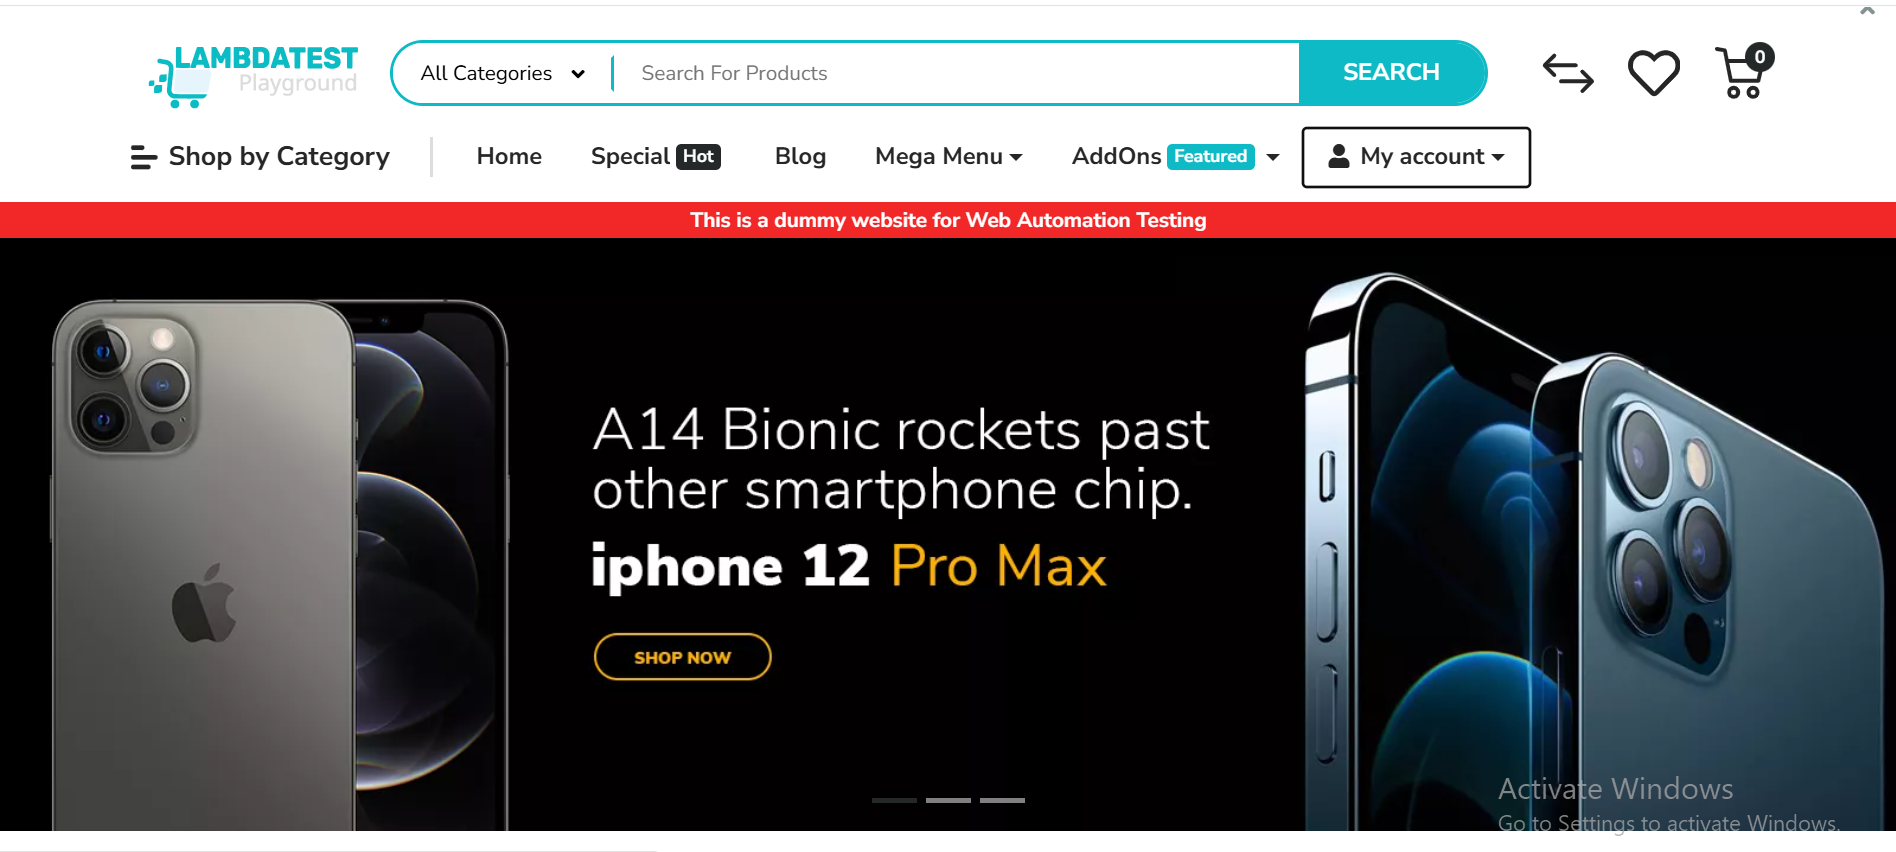 LAMBDATEST
Playground
All Categories
Search For Products
SEARCH
0
Shop by Category
Home
Special Hot
Blog
Mega Menu
AddOns Featured
My account
This is a dummy website for Web Automation Testing
A14 Bionic rockets past
other smartphone chip.
iphone 12 Pro Max
SHOP NOW
Activate Windows
Go to Settings to activate Windows.